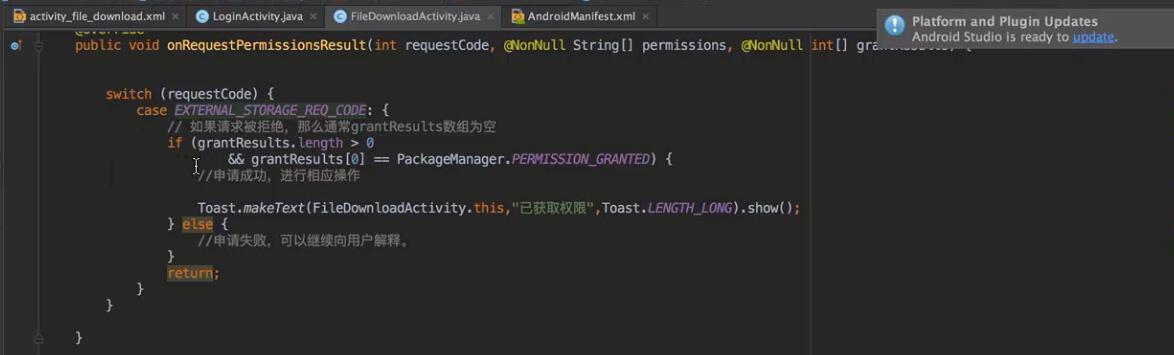 activity_file_download.xml × LoginActivity.java × FileDownloadActivity.java × AndroidManifest.xml ×
Platform and Plugin Updates
Android Studio is ready to update.
@Override
public void onRequestPermissionsResult(int requestCode, @NonNull String[] permissions, @NonNull int[] grantResults) {
switch (requestCode) {
case EXTERNAL_STORAGE_REQ_CODE: {
// 如果请求被拒绝，那么通常grantResults数组为空
if (grantResults.length > 0
&& grantResults[0] == PackageManager.PERMISSION_GRANTED) {
//申请成功，进行相应操作
Toast.makeText(FileDownloadActivity.this,"已获取权限",Toast.LENGTH_LONG).show();
} else {
//申请失败，可以继续向用户解释。
}
return;
}
}
}